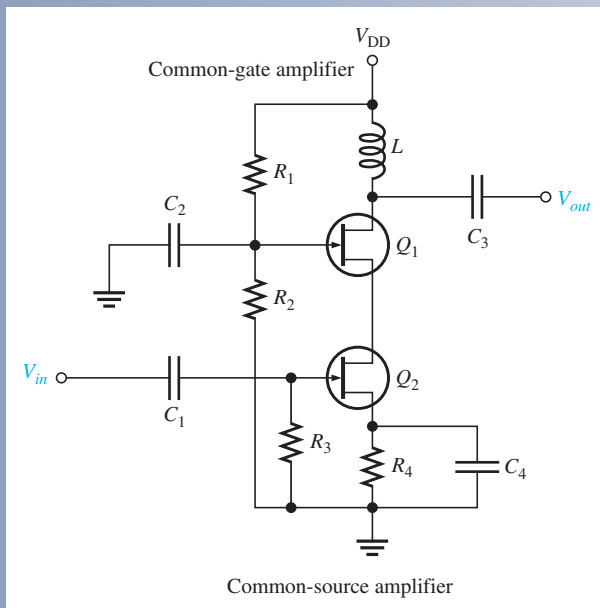 V_DD
Common-gate amplifier
L
R_1
C_2
V_out
C_3
Q_1
R_2
V_in
Q_2
C_1
R_3
R_4
C_4
Common-source amplifier